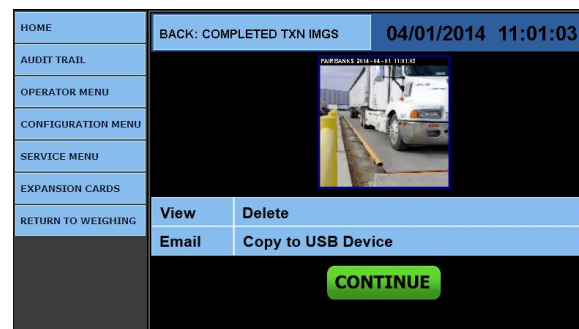 HOME
AUDIT TRAIL
OPERATOR MENU
CONFIGURATION MENU
SERVICE MENU
EXPANSION CARDS
RETURN TO WEIGHING
BACK: COMPLETED TXN IMGS 04/01/2014 11:01:03
FAIRBANKS 2014-04-01 11:01:03
View Delete
Email Copy to USB Device
CONTINUE